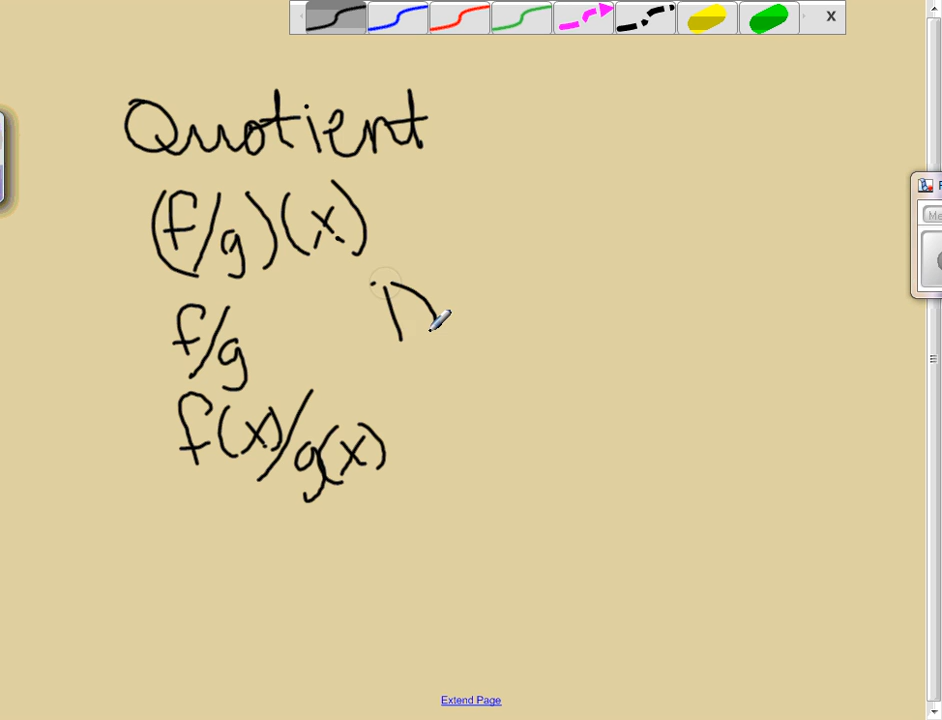 X
Quotient
(f/g)(x)
f/g
f(x)/g(x)
Extend Page